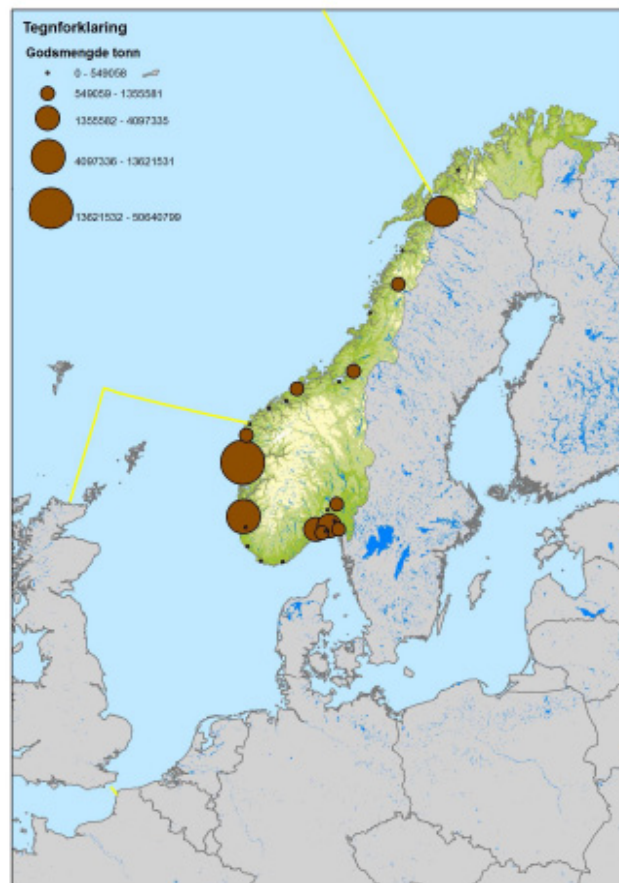 Tegnforklaring
Godsmengde tonn
0 - 549058
549059 - 1355581
1355582 - 4097335
4097336 - 13621531
13621532 - 50640799